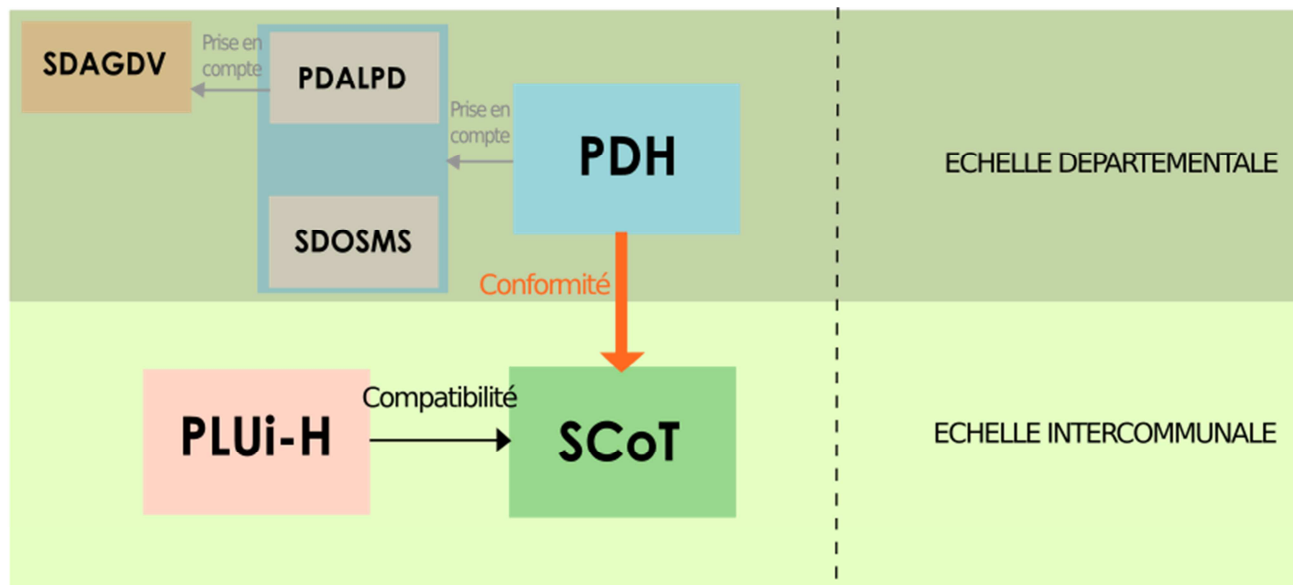 SDAGDV
Prise en
compte
PDALPD
Prise en
compte
PDH
SDOSMS
ECHELLE DEPARTEMENTALE
Conformité
PLUi-H
Compatibilité
SCoT
ECHELLE INTERCOMMUNALE